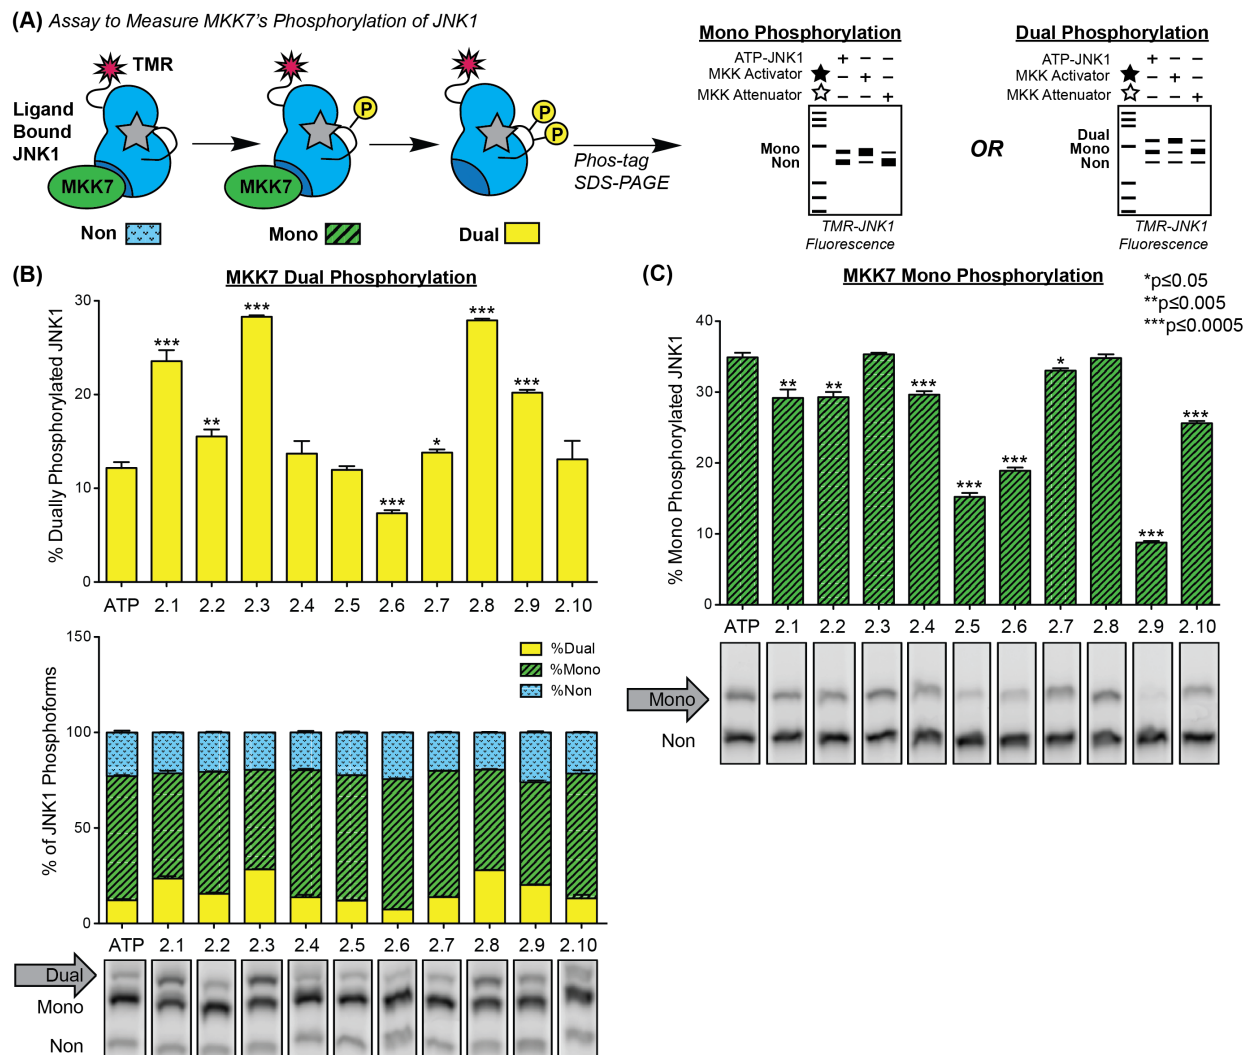 (A) Assay to Measure MKK7's Phosphorylation of JNK1
TMR
Ligand
Bound
JNK1
MKK7
Non
P
MKK7
Mono
P
P
Dual
Phos-tag
SDS-PAGE
Mono Phosphorylation
ATP-JNK1 + – –
MKK Activator ★ – + –
MKK Attenuator ☆ – – +
Mono
Non
TMR-JNK1
Fluorescence
OR
Dual Phosphorylation
ATP-JNK1 + – –
MKK Activator ★ – + –
MKK Attenuator ☆ – – +
Dual
Mono
Non
TMR-JNK1
Fluorescence
(B)
MKK7 Dual Phosphorylation
% Dually Phosphorylated JNK1
30
20
10
0
***
**
***
***
*
***
***
ATP 2.1 2.2 2.3 2.4 2.5 2.6 2.7 2.8 2.9 2.10
% of JNK1 Phosphoforms
150
100
50
0
%Dual
%Mono
%Non
ATP 2.1 2.2 2.3 2.4 2.5 2.6 2.7 2.8 2.9 2.10
Dual
Mono
Non
(C)
MKK7 Mono Phosphorylation
*p≤0.05
**p≤0.005
***p≤0.0005
% Mono Phosphorylated JNK1
40
30
20
10
0
**
**
***
***
***
*
***
***
ATP 2.1 2.2 2.3 2.4 2.5 2.6 2.7 2.8 2.9 2.10
Mono
Non